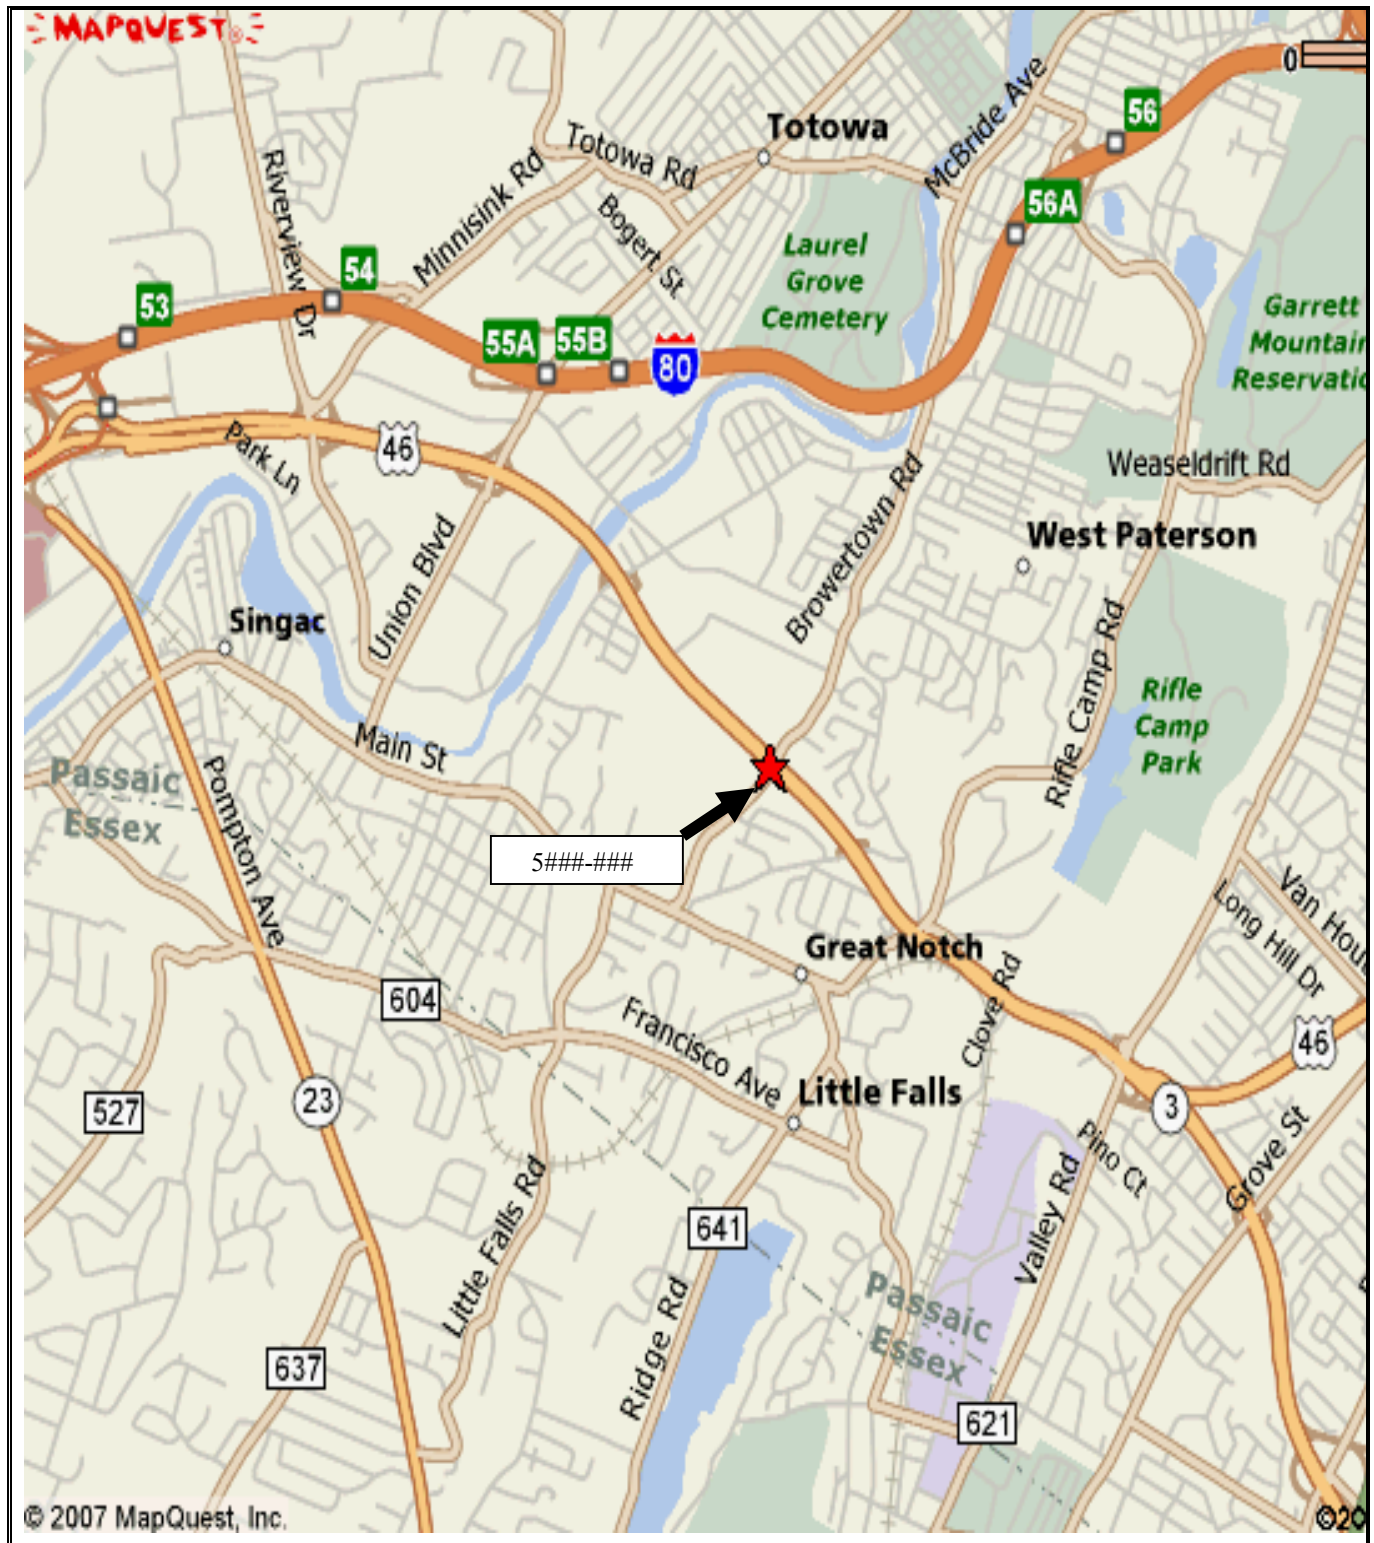 MAPQUEST
0
56
Totowa
McBride Ave
Totowa Rd
Riverview Dr
Minnisink Rd
56A
Bogert St
Laurel
Grove
Cemetery
54
53
Garrett
Mountain
Reservatio
55A
55B
80
46
Park Ln
Weaseldrift Rd
Browertown Rd
West Paterson
Union Blvd
Singac
Rifle Camp Rd
Rifle
Camp
Park
Main St
Passaic
Essex
Pompton Ave
5###-###
Van Hou
Long Hill Dr
Great Notch
Clove Rd
604
Francisco Ave
46
Little Falls
527
23
3
Pino Ct
Grove St
Valley Rd
Little Falls Rd
641
Passaic
Essex
Ridge Rd
637
621
© 2007 MapQuest, Inc.
©20